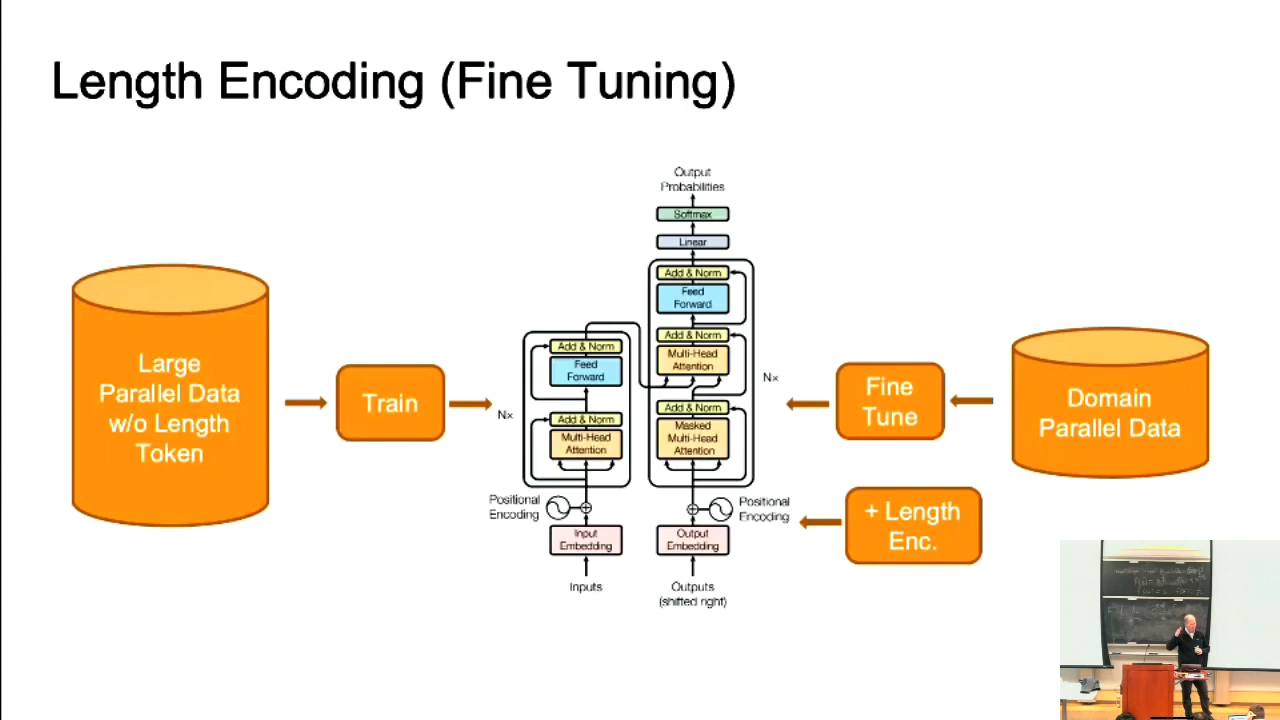 Length Encoding (Fine Tuning)
Large
Parallel Data
w/o Length
Token
Train
Output
Probabilities
Softmax
Linear
Add & Norm
Feed
Forward
Add & Norm
Multi-Head
Attention
Add & Norm
Masked
Multi-Head
Attention
Nx
Add & Norm
Feed
Forward
Add & Norm
Multi-Head
Attention
Nx
Positional
Encoding
Positional
Encoding
Input
Embedding
Output
Embedding
Inputs
Outputs
(shifted right)
Fine
Tune
Domain
Parallel Data
+ Length
Enc.